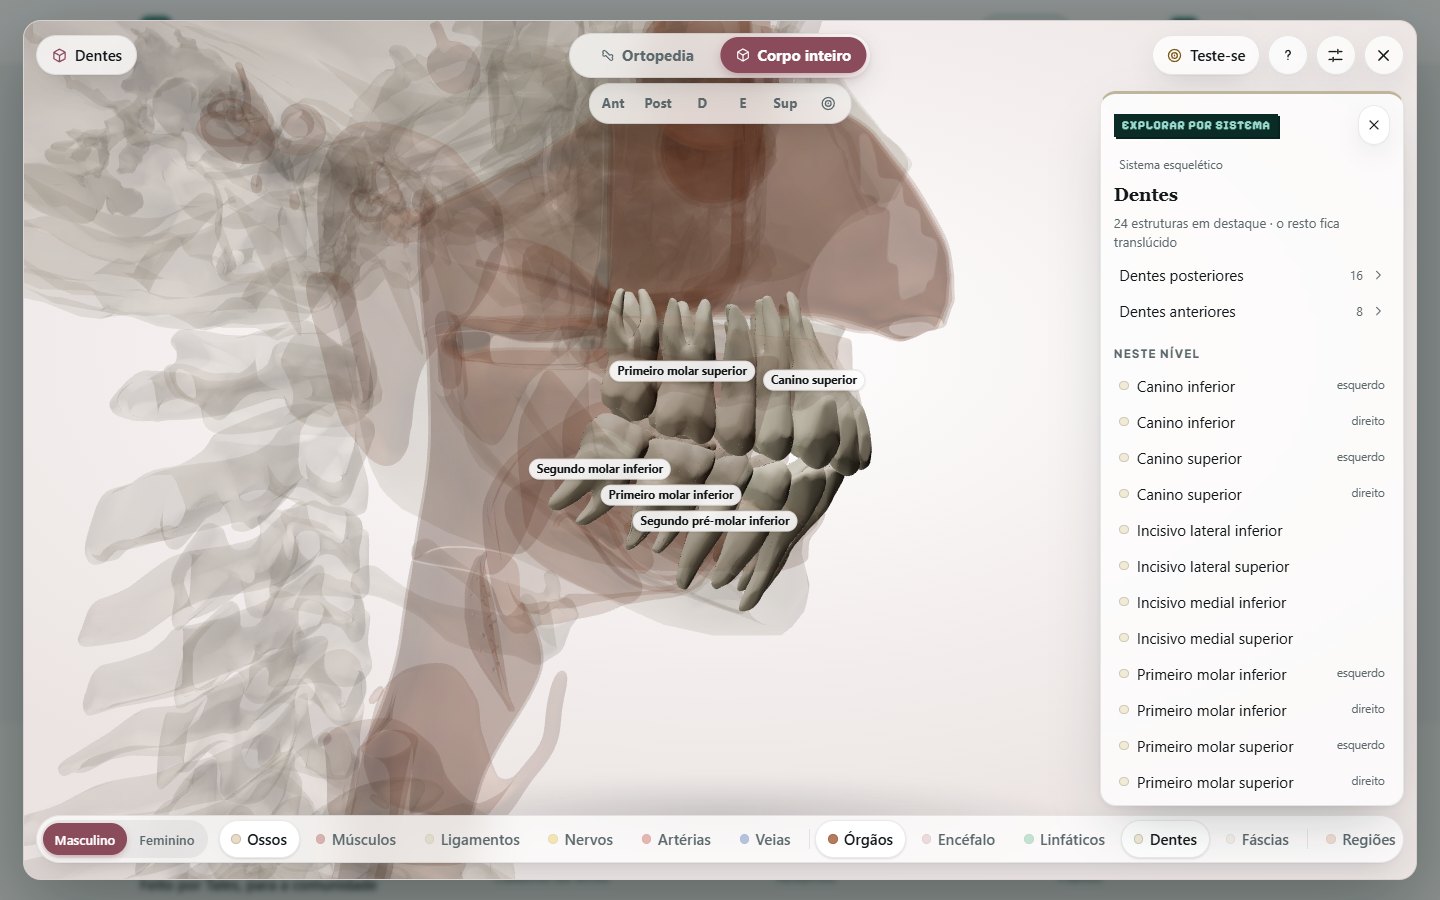 Dentes
Ortopedia
Corpo inteiro
Teste-se
?
Ant
Post
D
E
Sup
EXPLORAR POR SISTEMA
Sistema esquelético
Dentes
24 estruturas em destaque · o resto fica
translúcido
Dentes posteriores 16
Dentes anteriores 8
NESTE NÍVEL
Canino inferior esquerdo
Canino inferior direito
Canino superior esquerdo
Canino superior direito
Incisivo lateral inferior
Incisivo lateral superior
Incisivo medial inferior
Incisivo medial superior
Primeiro molar inferior esquerdo
Primeiro molar inferior direito
Primeiro molar superior esquerdo
Primeiro molar superior direito
Primeiro molar superior
Canino superior
Segundo molar inferior
Primeiro molar inferior
Segundo pré-molar inferior
Masculino
Feminino
Ossos
Músculos
Ligamentos
Nervos
Artérias
Veias
Órgãos
Encéfalo
Linfáticos
Dentes
Fáscias
Regiões